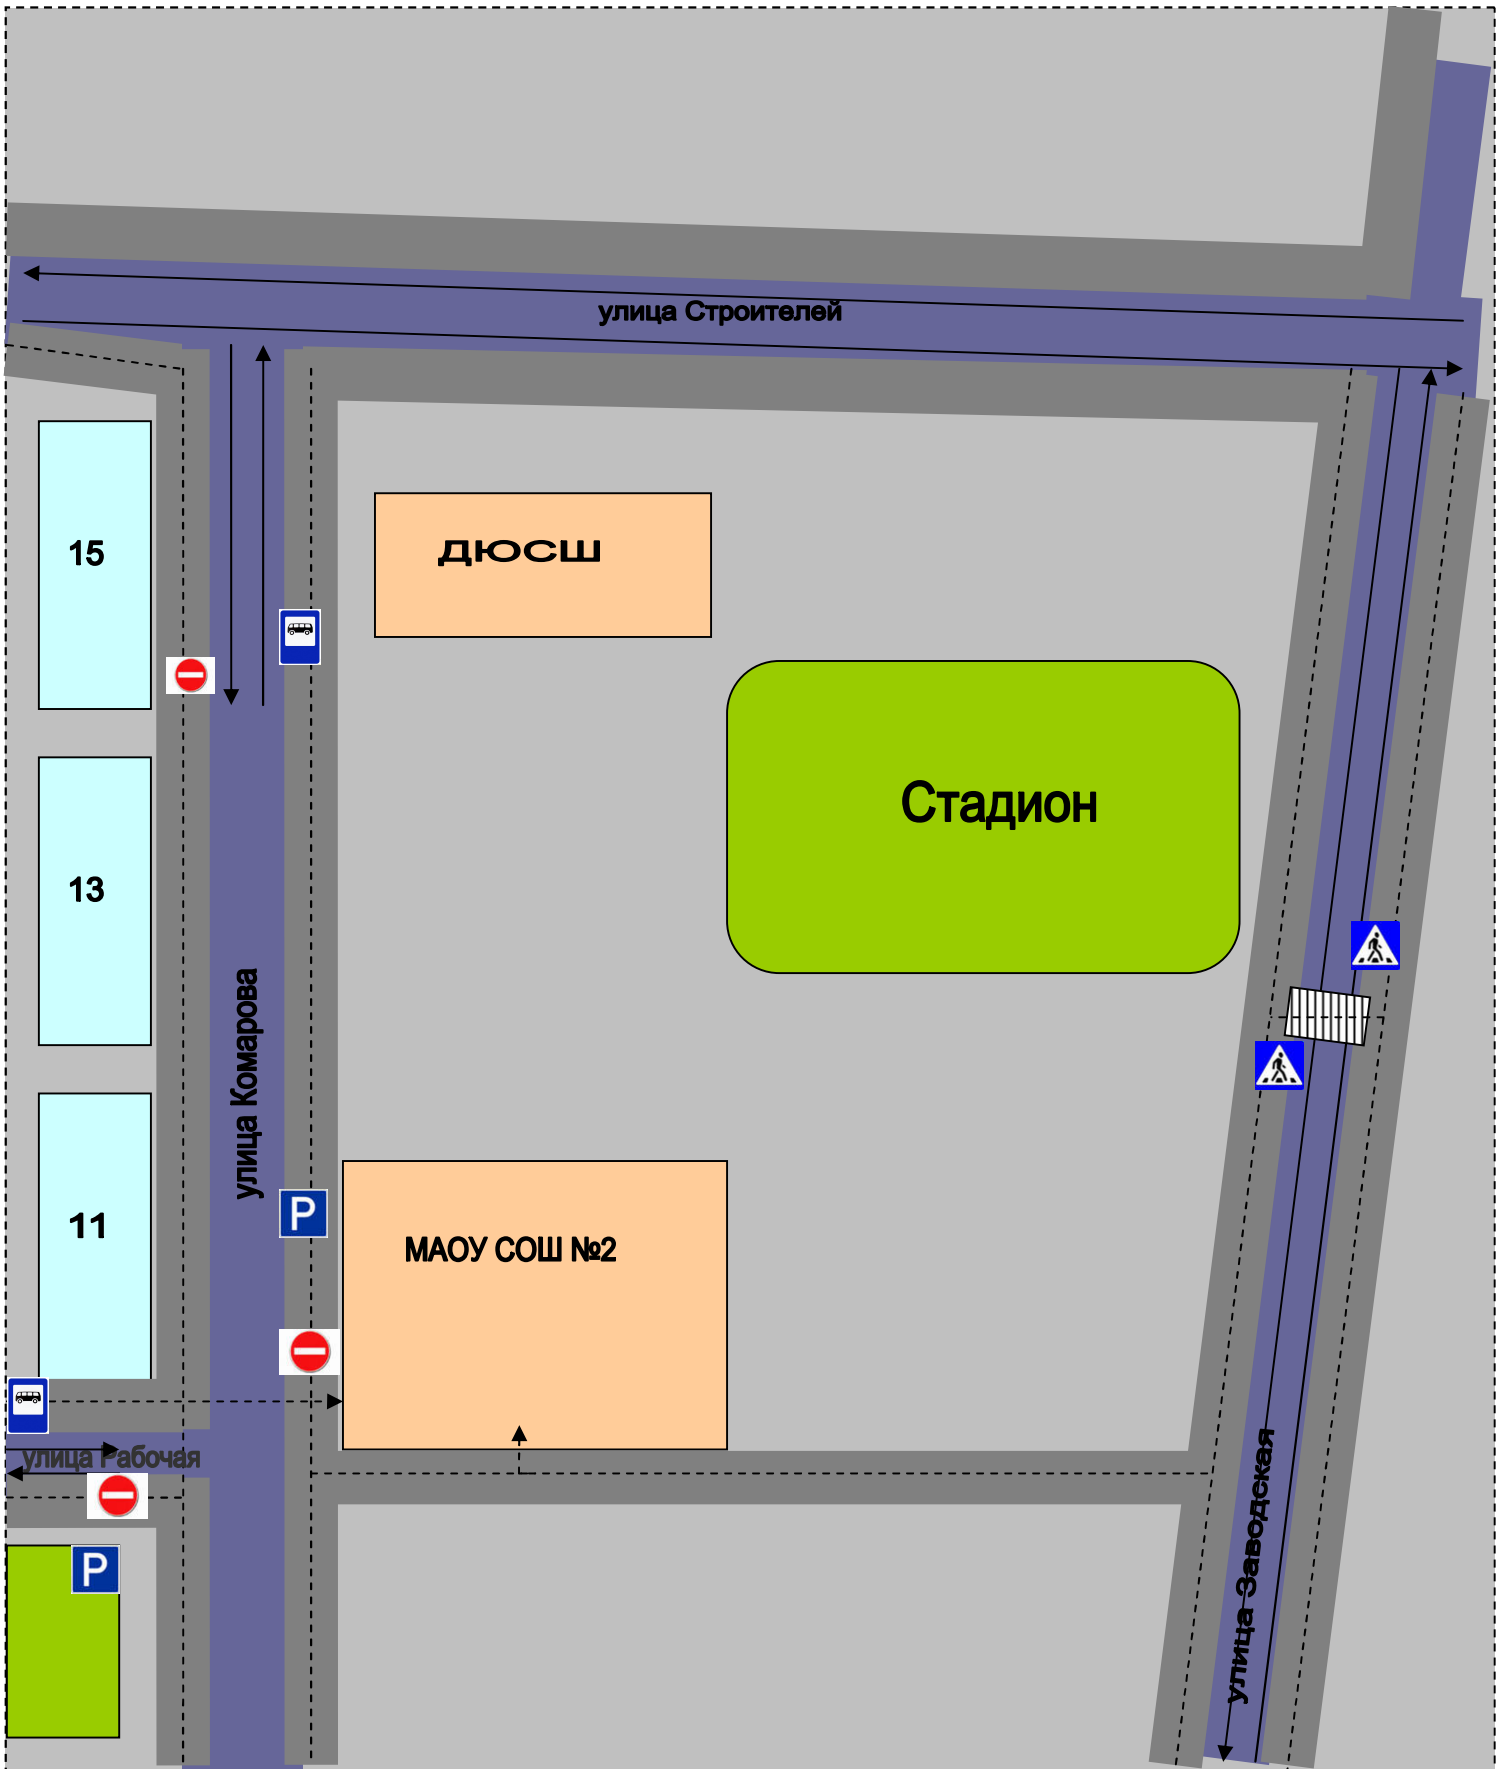 улица Строителей
15
ДЮСШ
Стадион
13
улица Комарова
11
P
МАОУ СОШ №2
улица Рабочая
улица Заводская
P